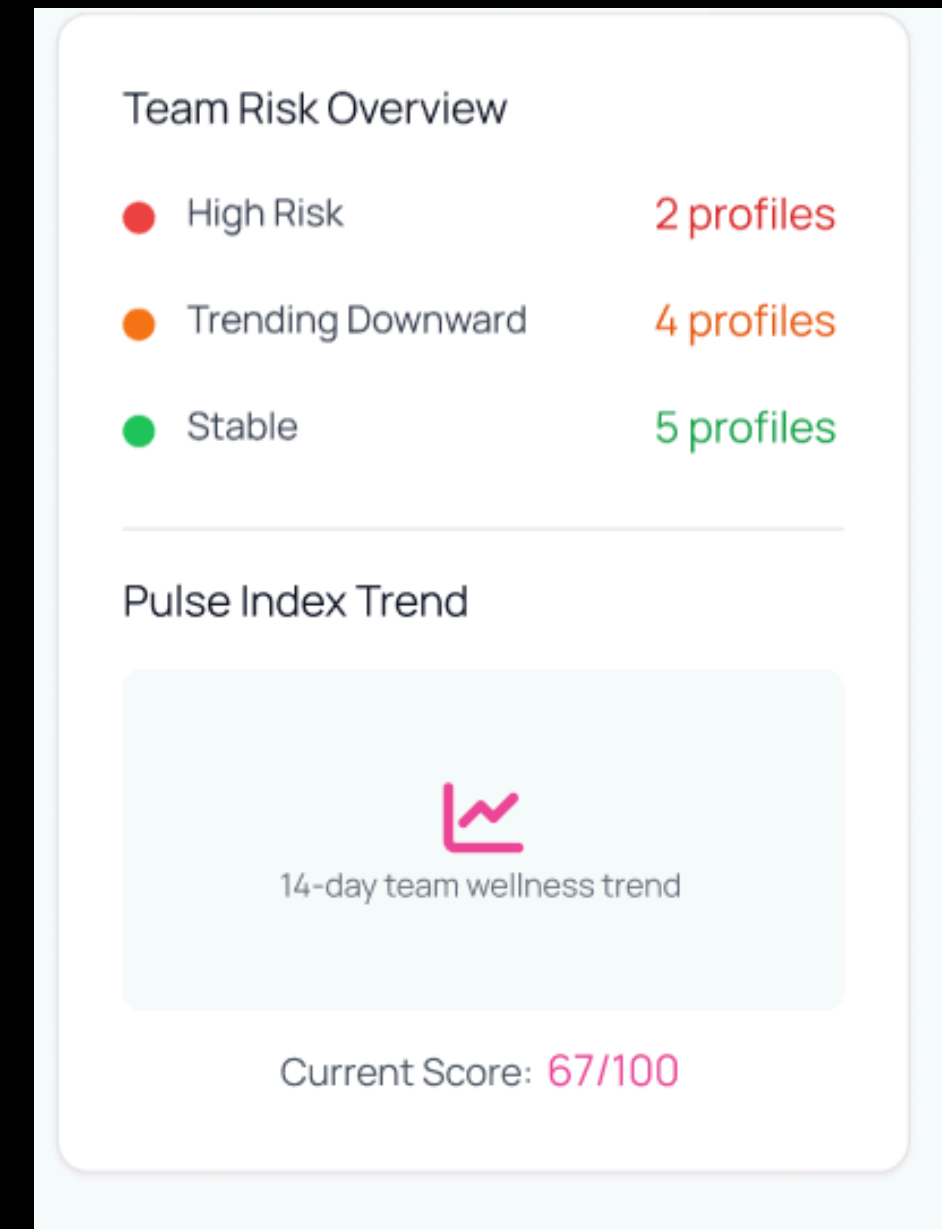 Team Risk Overview
High Risk 2 profiles
Trending Downward 4 profiles
Stable 5 profiles
Pulse Index Trend
14-day team wellness trend
Current Score: 67/100